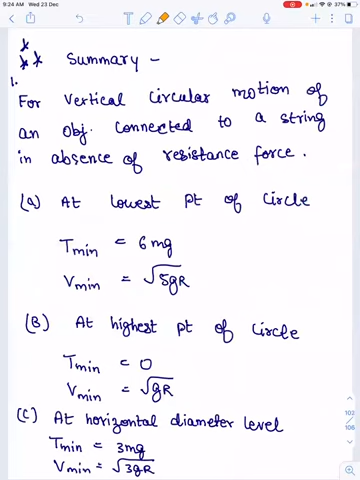 9:24 AM Wed 23 Dec
37%
** Summary -
1.
For vertical circular motion of
an obj. connected to a string
in absence of resistance force.
(a) At lowest pt of circle
Tmin = 6mg
Vmin = √5gR
(B) At highest pt of circle
Tmin = 0
Vmin = √gR
(C) At horizontal diameter level
Tmin = 3mg
Vmin = √3gR
102
106